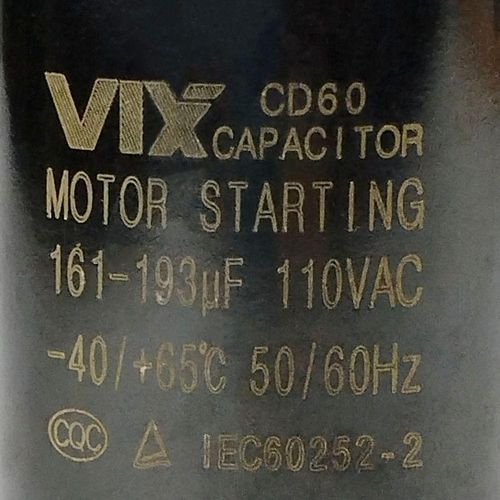 VIX CD60
CAPACITOR
MOTOR STARTING
161-193µF 110VAC
-40/+65℃ 50/60Hz
CQC IEC60252-2